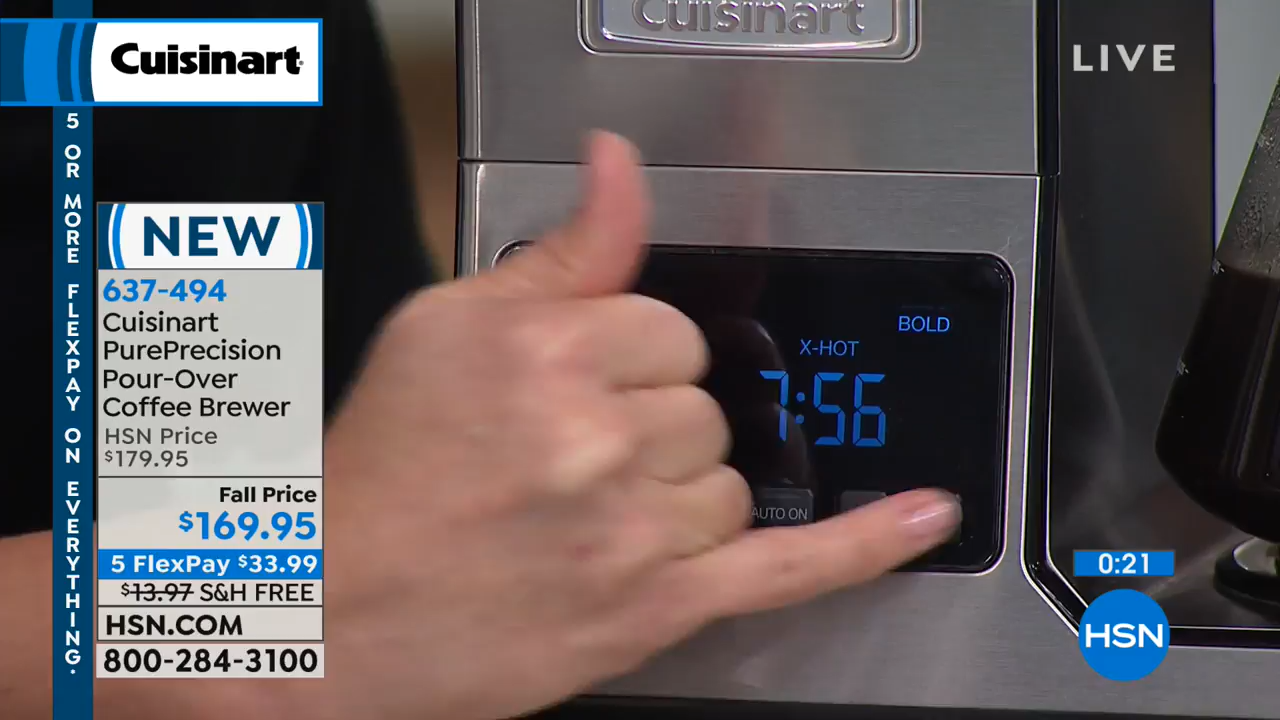 Cuisinart
5 OR MORE FLEXPAY ON EVERYTHING.
NEW
637-494
Cuisinart
PurePrecision
Pour-Over
Coffee Brewer
HSN Price
$179.95
Fall Price
$169.95
5 FlexPay $33.99
$13.97 S&H FREE
HSN.COM
800-284-3100
Cuisinart
BOLD
X-HOT
7:56
AUTO ON
LIVE
0:21
HSN